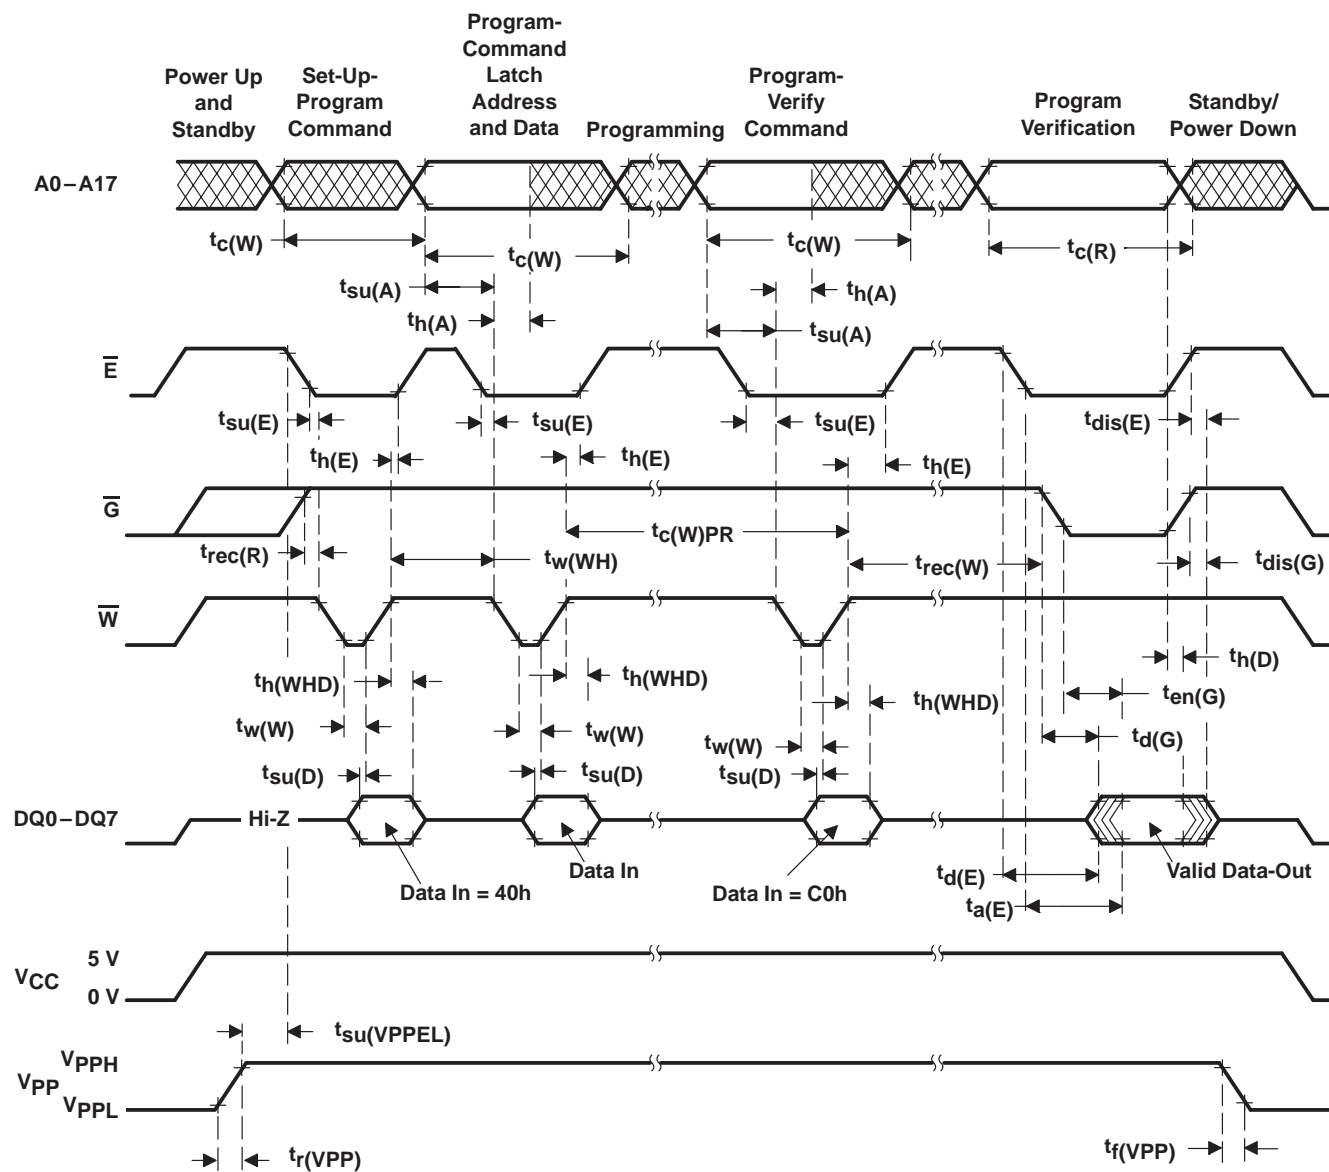 Power Up
and
Standby
Set-Up-
Program
Command
Program-
Command
Latch
Address
and Data
Programming
Program-
Verify
Command
Program
Verification
Standby/
Power Down
A0–A17
tc(W)
tc(W)
tc(W)
tc(R)
tsu(A)
th(A)
th(A)
tsu(A)
E
tsu(E)
tsu(E)
tsu(E)
tdis(E)
th(E)
th(E)
th(E)
G
trec(R)
tw(WH)
tc(W)PR
trec(W)
tdis(G)
W
th(WHD)
th(WHD)
th(WHD)
th(D)
ten(G)
tw(W)
tw(W)
tw(W)
td(G)
tsu(D)
tsu(D)
tsu(D)
DQ0–DQ7
Hi-Z
Data In = 40h
Data In
Data In = C0h
Valid Data-Out
td(E)
ta(E)
VCC
5 V
0 V
tsu(VPPEL)
VPP
VPPH
VPPL
tr(VPP)
tf(VPP)